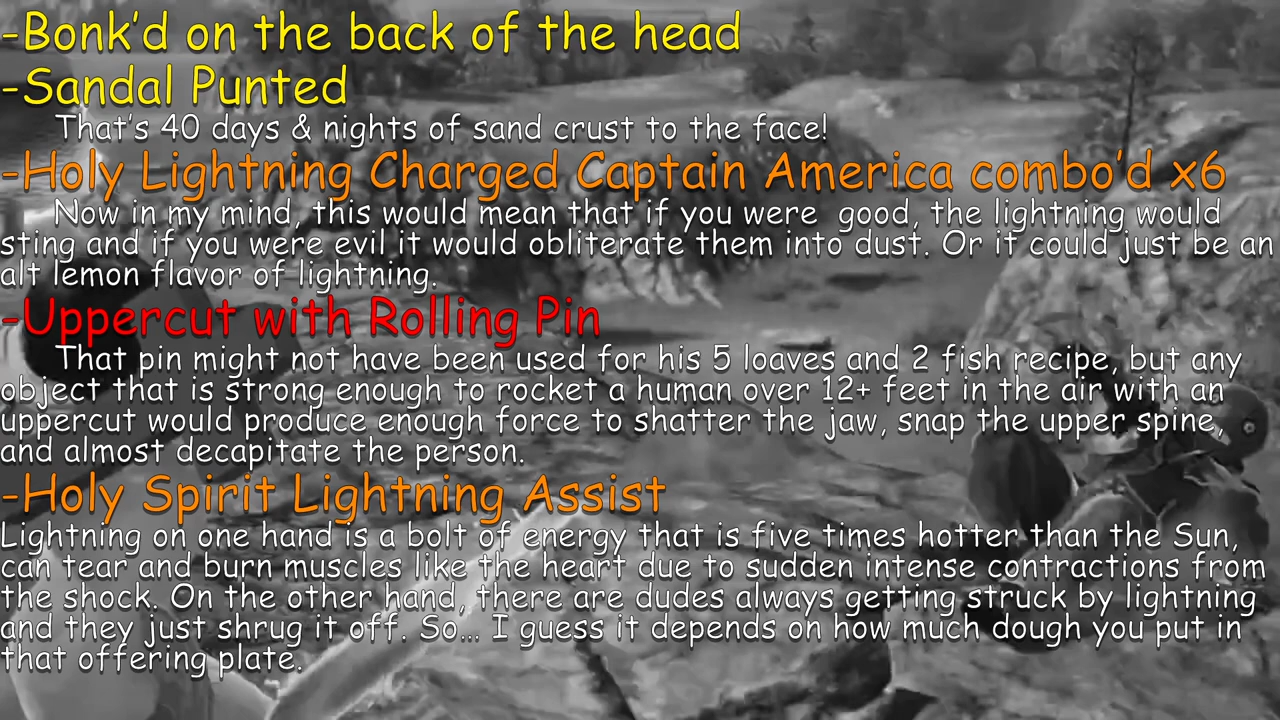 -Bonk'd on the back of the head
-Sandal Punted
That's 40 days & nights of sand crust to the face!
-Holy Lightning Charged Captain America combo'd x6
Now in my mind, this would mean that if you were  good, the lightning would
sting and if you were evil it would obliterate them into dust. Or it could just be an
alt lemon flavor of lightning.
-Uppercut with Rolling Pin
That pin might not have been used for his 5 loaves and 2 fish recipe, but any
object that is strong enough to rocket a human over 12+ feet in the air with an
uppercut would produce enough force to shatter the jaw, snap the upper spine,
and almost decapitate the person.
-Holy Spirit Lightning Assist
Lightning on one hand is a bolt of energy that is five times hotter than the Sun,
can tear and burn muscles like the heart due to sudden intense contractions from
the shock. On the other hand, there are dudes always getting struck by lightning
and they just shrug it off. So... I guess it depends on how much dough you put in
that offering plate.